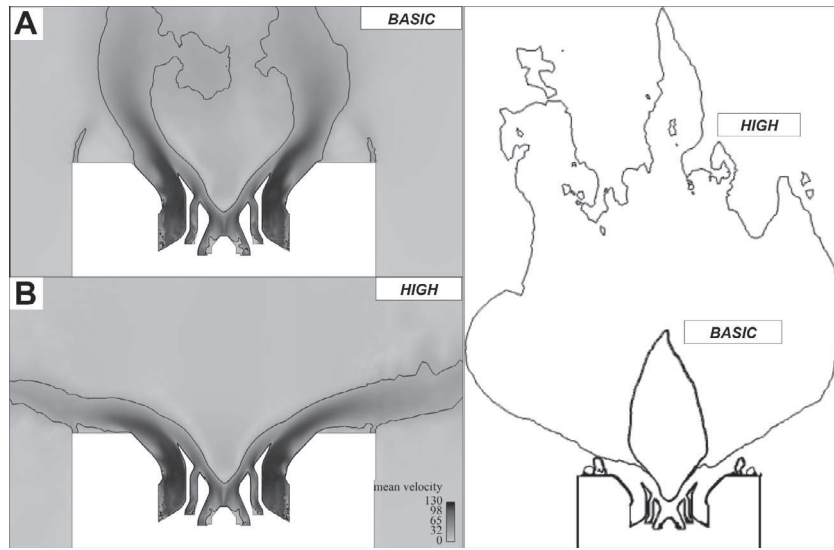 A
BASIC
B
HIGH
mean velocity
130
98
65
32
0
HIGH
BASIC